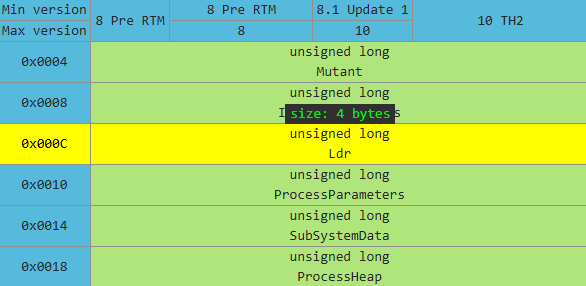 Min version 8 Pre RTM 8 Pre RTM 8.1 Update 1 10 TH2
Max version 8 10
0x0004 unsigned long
Mutant
0x0008 unsigned long
size: 4 bytes
0x000C unsigned long
Ldr
0x0010 unsigned long
ProcessParameters
0x0014 unsigned long
SubSystemData
0x0018 unsigned long
ProcessHeap